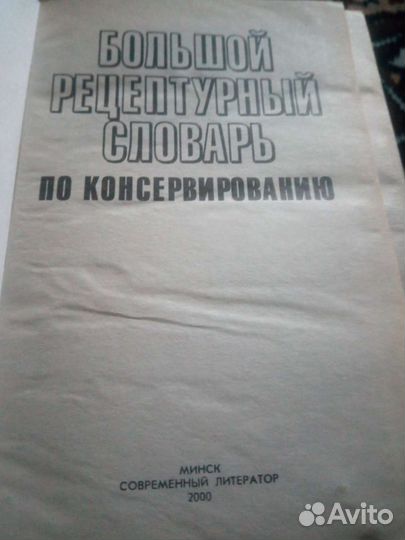 БОЛЬШОЙ
РЕЦЕПТУРНЫЙ
СЛОВАРЬ
ПО КОНСЕРВИРОВАНИЮ
МИНСК
СОВРЕМЕННЫЙ ЛИТЕРАТОР
2000
Avito